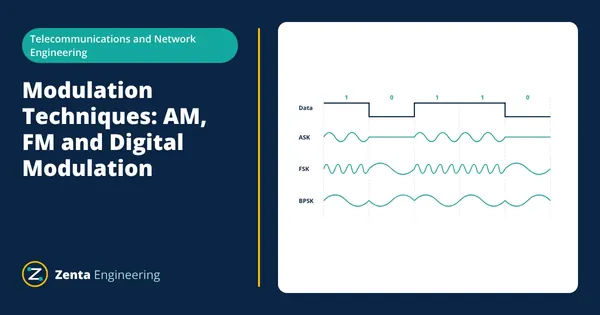 Telecommunications and Network
Engineering
Modulation
Techniques: AM,
FM and Digital
Modulation
Zenta Engineering
1 0 1 1 0
Data
ASK
FSK
BPSK